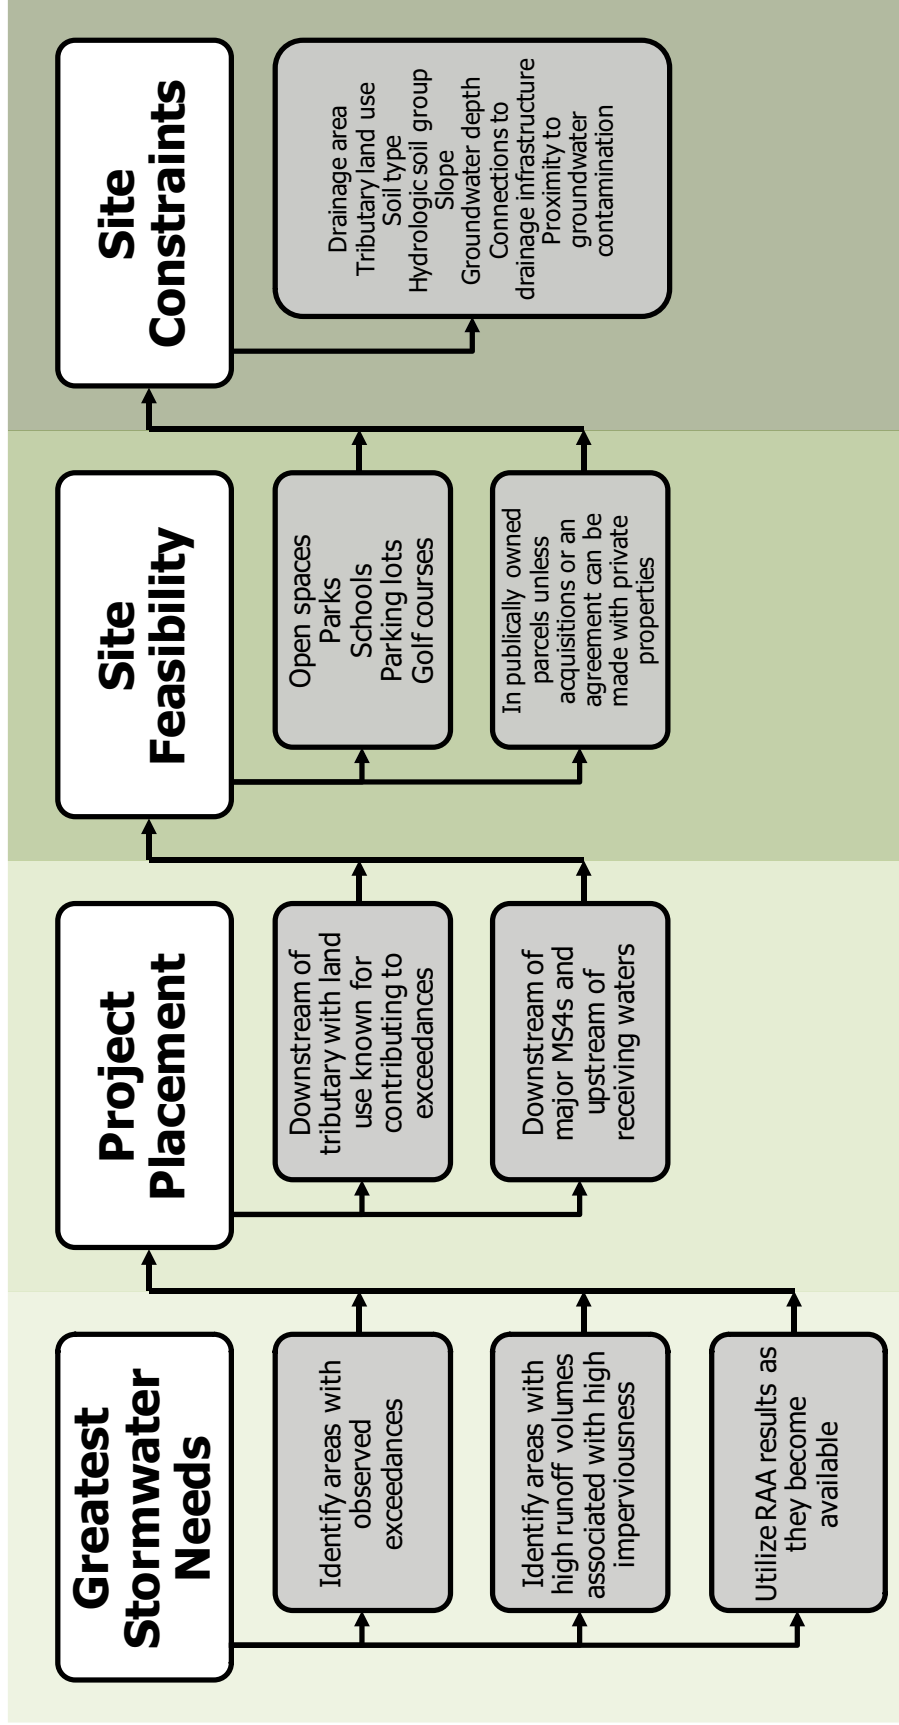 Greatest
Stormwater
Needs
Identify areas with
observed
exceedances
Identify areas with
high runoff volumes
associated with high
imperviousness
Utilize RAA results as
they become
available
Project
Placement
Downstream of
tributary with land
use known for
contributing to
exceedances
Downstream of
major MS4s and
upstream of
receiving waters
Site
Feasibility
Open spaces
Parks
Schools
Parking lots
Golf courses
In publically owned
parcels unless
acquisitions or an
agreement can be
made with private
properties
Site
Constraints
Drainage area
Tributary land use
Soil type
Hydrologic soil group
Slope
Groundwater depth
Connections to
drainage infrastructure
Proximity to
groundwater
contamination